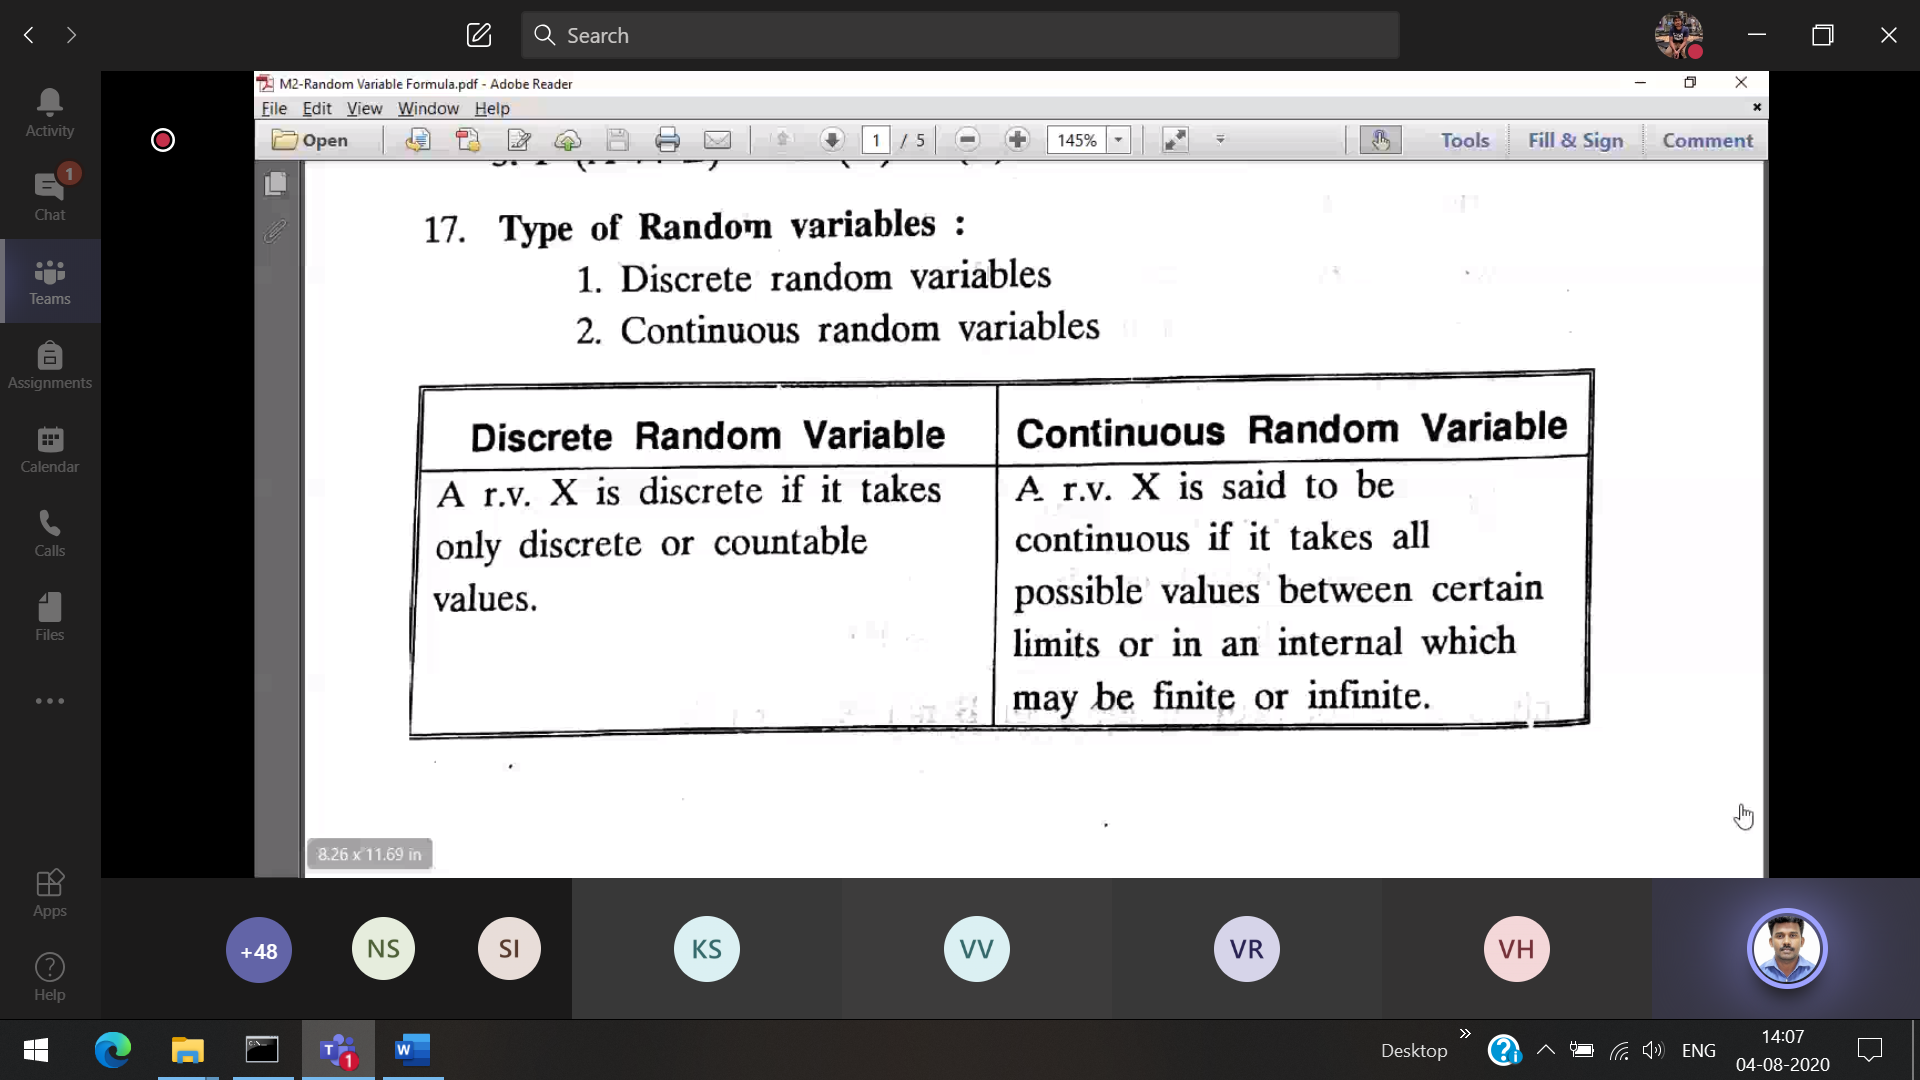 Search
M2-Random Variable Formula.pdf - Adobe Reader
File Edit View Window Help
Open 1 / 5 145% Tools Fill & Sign Comment
Activity
1
Chat
Teams
Assignments
Calendar
Calls
Files
Apps
Help
17. Type of Random variables :
1. Discrete random variables
2. Continuous random variables
Discrete Random Variable
A r.v. X is discrete if it takes
only discrete or countable
values.
Continuous Random Variable
A r.v. X is said to be
continuous if it takes all
possible values between certain
limits or in an internal which
may be finite or infinite.
8.26 x 11.69 in
+48 NS SI KS VV VR VH
T 1 W Desktop ENG 14:07
04-08-2020